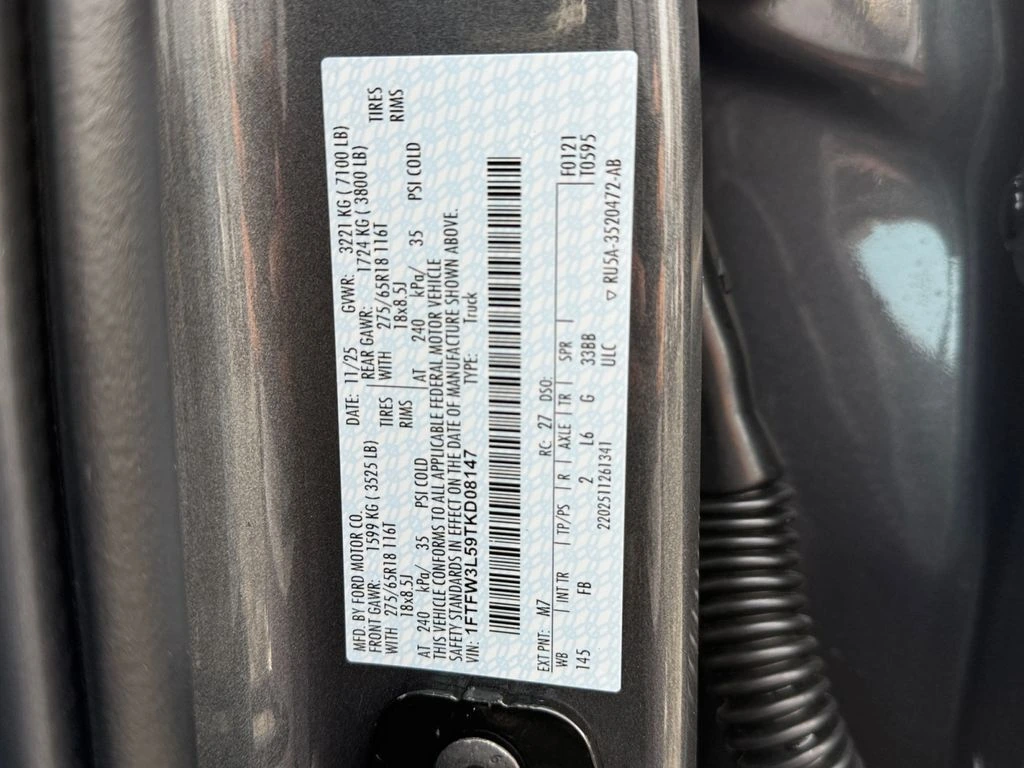 MFD. BY FORD MOTOR CO. DATE: 11/25 GVWR: 3221 KG ( 7100 LB)
FRONT GAWR: 1599 KG ( 3525 LB) REAR GAWR: 1724 KG ( 3800 LB)
WITH 275/65R18 116T TIRES WITH 275/65R18 116T TIRES
18x8.5J RIMS 18x8.5J RIMS
AT 240 kPa/ 35 PSI COLD AT 240 kPa/ 35 PSI COLD
THIS VEHICLE CONFORMS TO ALL APPLICABLE FEDERAL MOTOR VEHICLE
SAFETY STANDARDS IN EFFECT ON THE DATE OF MANUFACTURE SHOWN ABOVE.
VIN: 1FTFW3L59TKD08147 TYPE: Truck
EXT PNT: M7 RC: 27 DSO: F0121
WB INT TR TP/PS R AXLE TR SPR T0595
145 FB 2 L6 G 33BB
ULC ▽ RU5A-3520472-AB
2202511261341